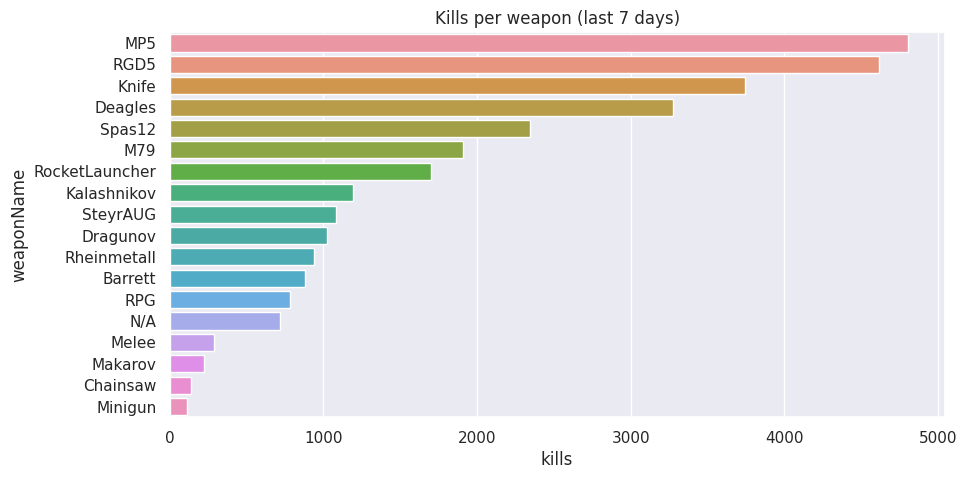 Kills per weapon (last 7 days)
weaponName
MP5
RGD5
Knife
Deagles
Spas12
M79
RocketLauncher
Kalashnikov
SteyrAUG
Dragunov
Rheinmetall
Barrett
RPG
N/A
Melee
Makarov
Chainsaw
Minigun
0 1000 2000 3000 4000 5000
kills